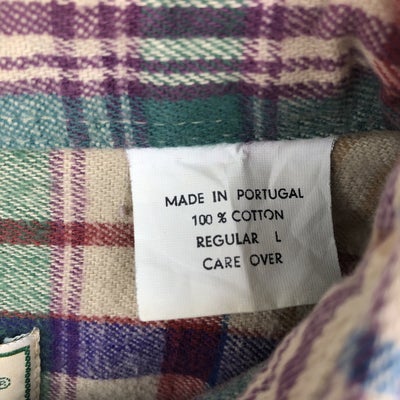 MADE IN PORTUGAL
100% COTTON
REGULAR L
CARE OVER
®